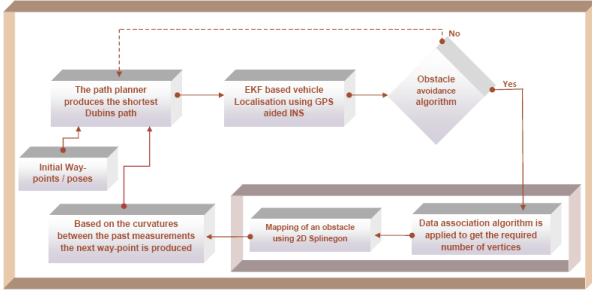 No
The path planner
produces the shortest
Dubins path
EKF based vehicle
Localisation using GPS
aided INS
Obstacle
avoidance
algorithm
Yes
Initial Way-
points / poses
Based on the curvatures
between the past measurements
the next way-point is produced
Mapping of an obstacle
using 2D Splinegon
Data association algorithm is
applied to get the required
number of vertices